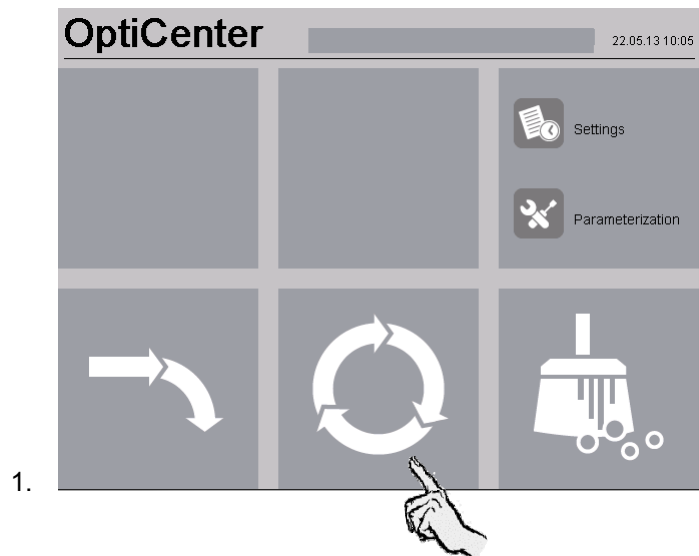 OptiCenter
22.05.13 10:05
Settings
Parameterization
1.